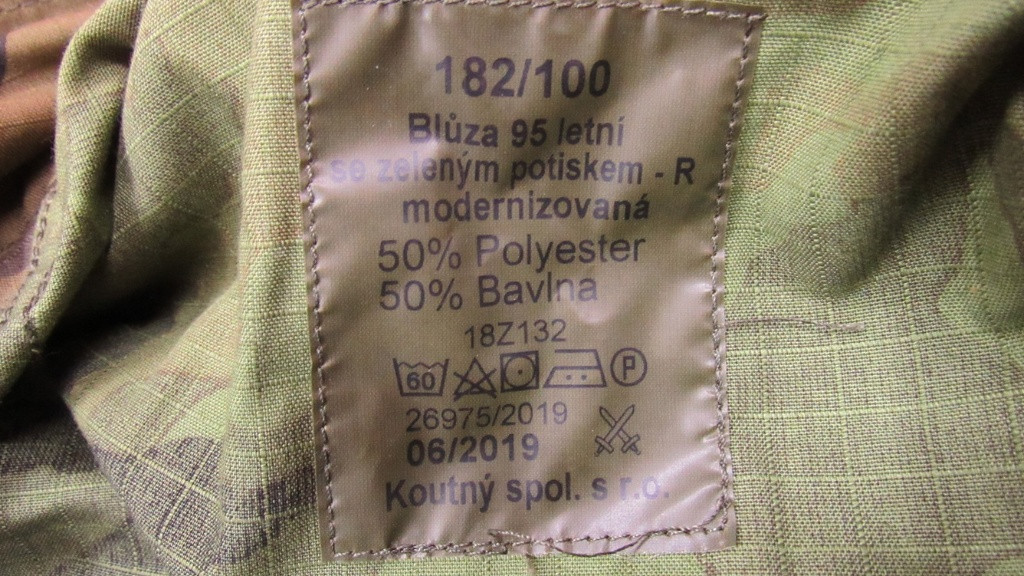 182/100
Blůza 95 letní
se zeleným potiskem - R
modernizovaná
50% Polyester
50% Bavlna
18Z132
60 P
26975/2019
06/2019
Koutný spol. s r.o.